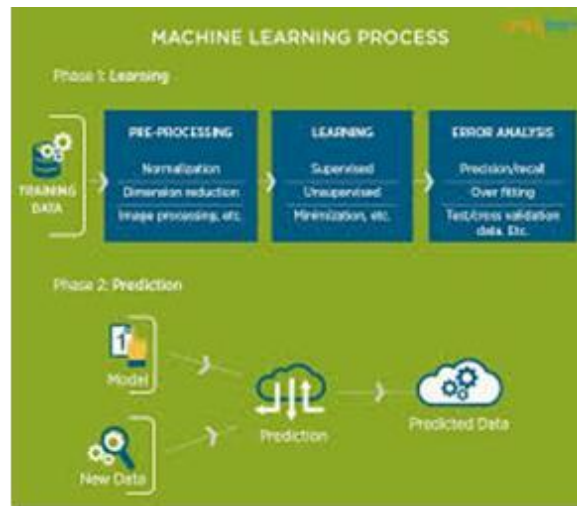 MACHINE LEARNING PROCESS
Phase 1: Learning
TRAINING
DATA
PRE-PROCESSING
Normalization
Dimension reduction
Image processing, etc.
LEARNING
Supervised
Unsupervised
Minimization, etc.
ERROR ANALYSIS
Precision/recall
Over fitting
Test/cross validation
data. Etc.
Phase 2: Prediction
1
Model
New Data
Prediction
Predicted Data